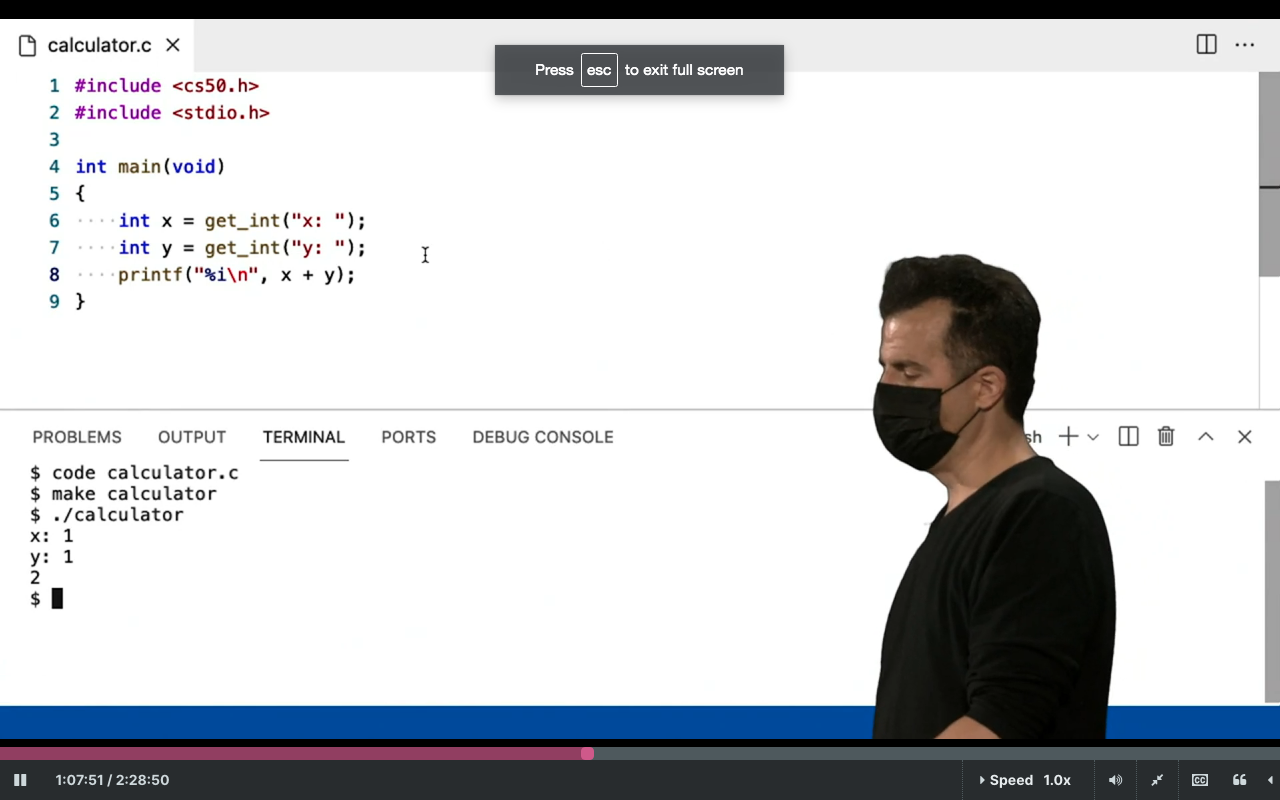 calculator.c
Press esc to exit full screen
1 #include <cs50.h>
2 #include <stdio.h>
3
4 int main(void)
5 {
6 ····int x = get_int("x: ");
7 ····int y = get_int("y: ");
8 ····printf("%i\n", x + y);
9 }
PROBLEMS OUTPUT TERMINAL PORTS DEBUG CONSOLE sh
$ code calculator.c
$ make calculator
$ ./calculator
x: 1
y: 1
2
$
1:07:51 / 2:28:50 Speed 1.0x CC